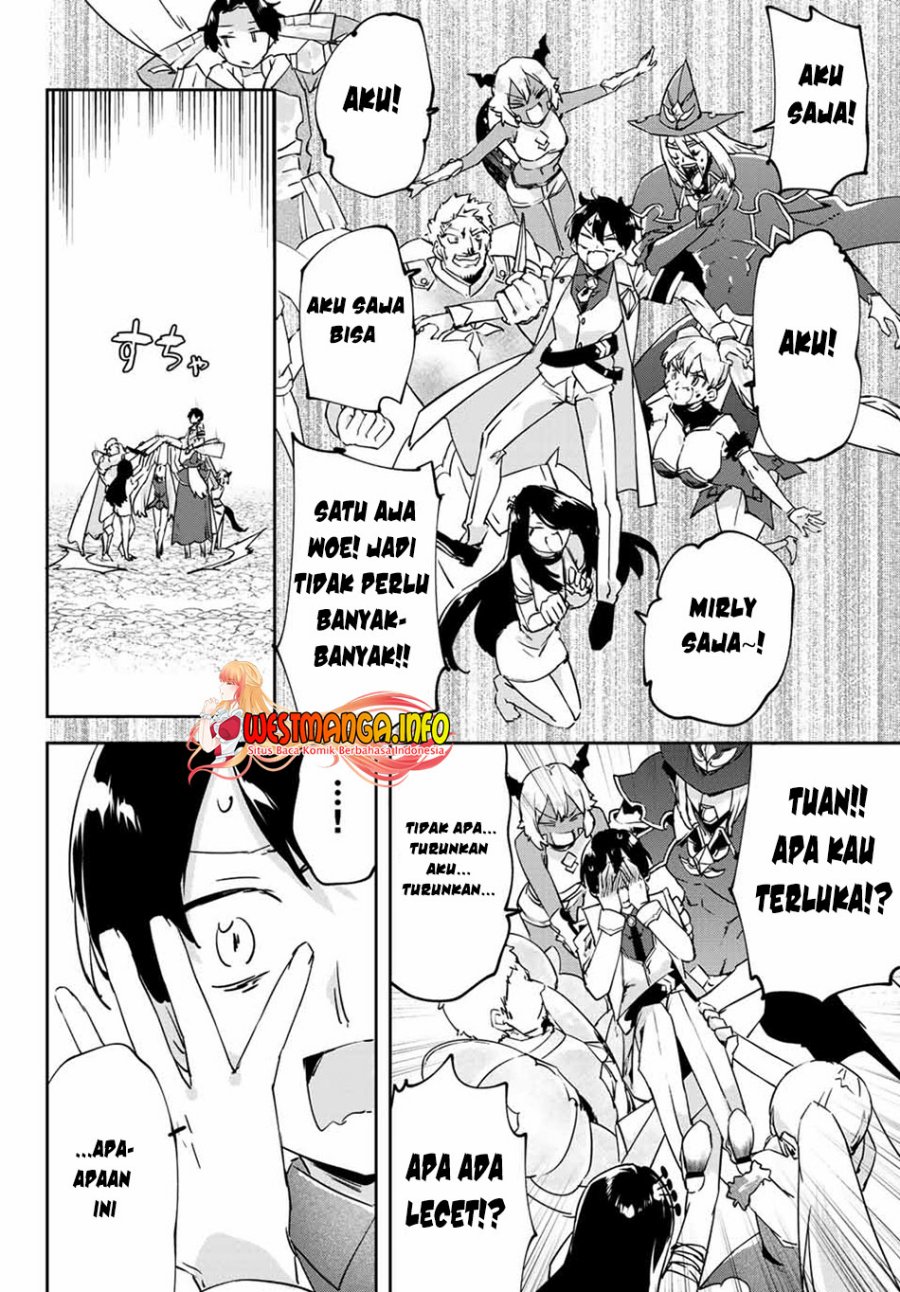 AKU
SAJA!
AKU!
AKU!
AKU SAJA
BISA
MIRLY
SAJA~!
SATU AJA
WOE! JADI
TIDAK PERLU
BANYAK-
BANYAK!!
すちゃ
WESTMANGA.INFO
Situs Baca Komik Berbahasa Indonesia
TUAN!!
APA KAU
TERLUKA!?
TIDAK APA...
TURUNKAN
AKU...
TURUNKAN...
APA ADA
LECET!?
...!
...APA-
APAAN
INI